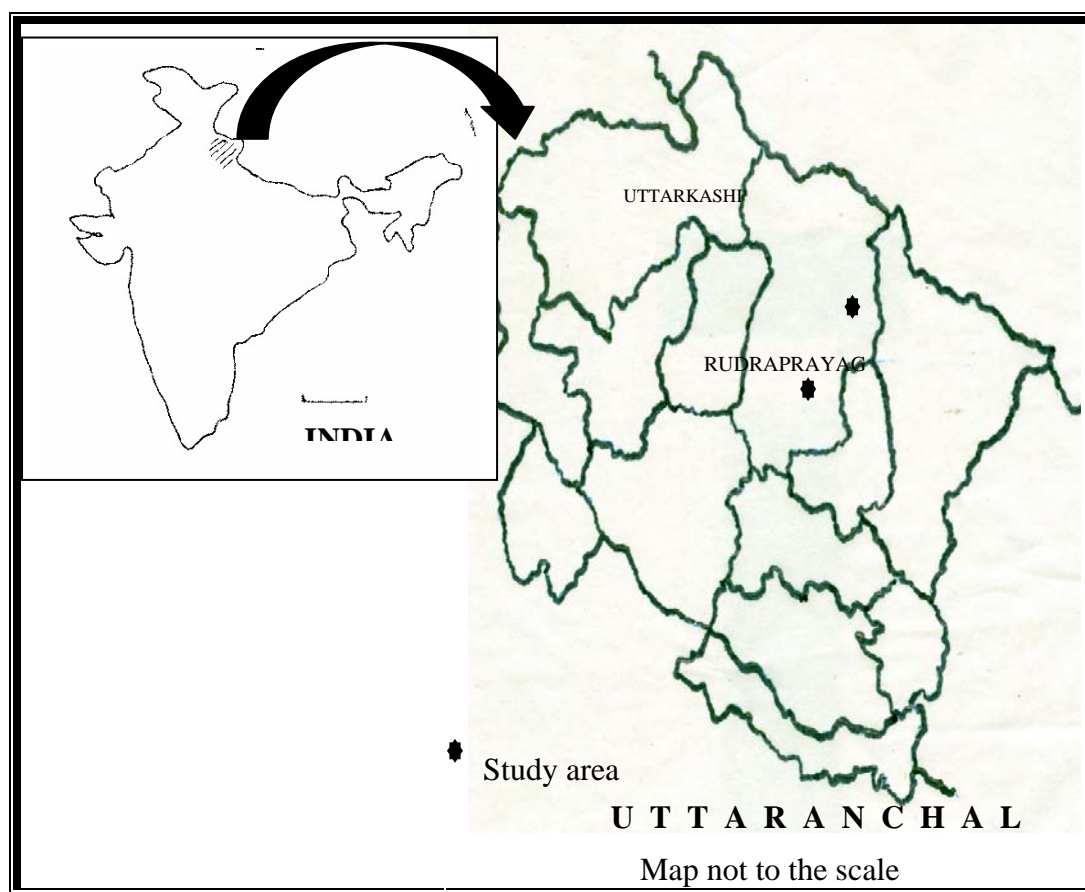 INDIA
UTTARKASHI
RUDRAPRAYAG
Study area
U T T A R A N C H A L
Map not to the scale